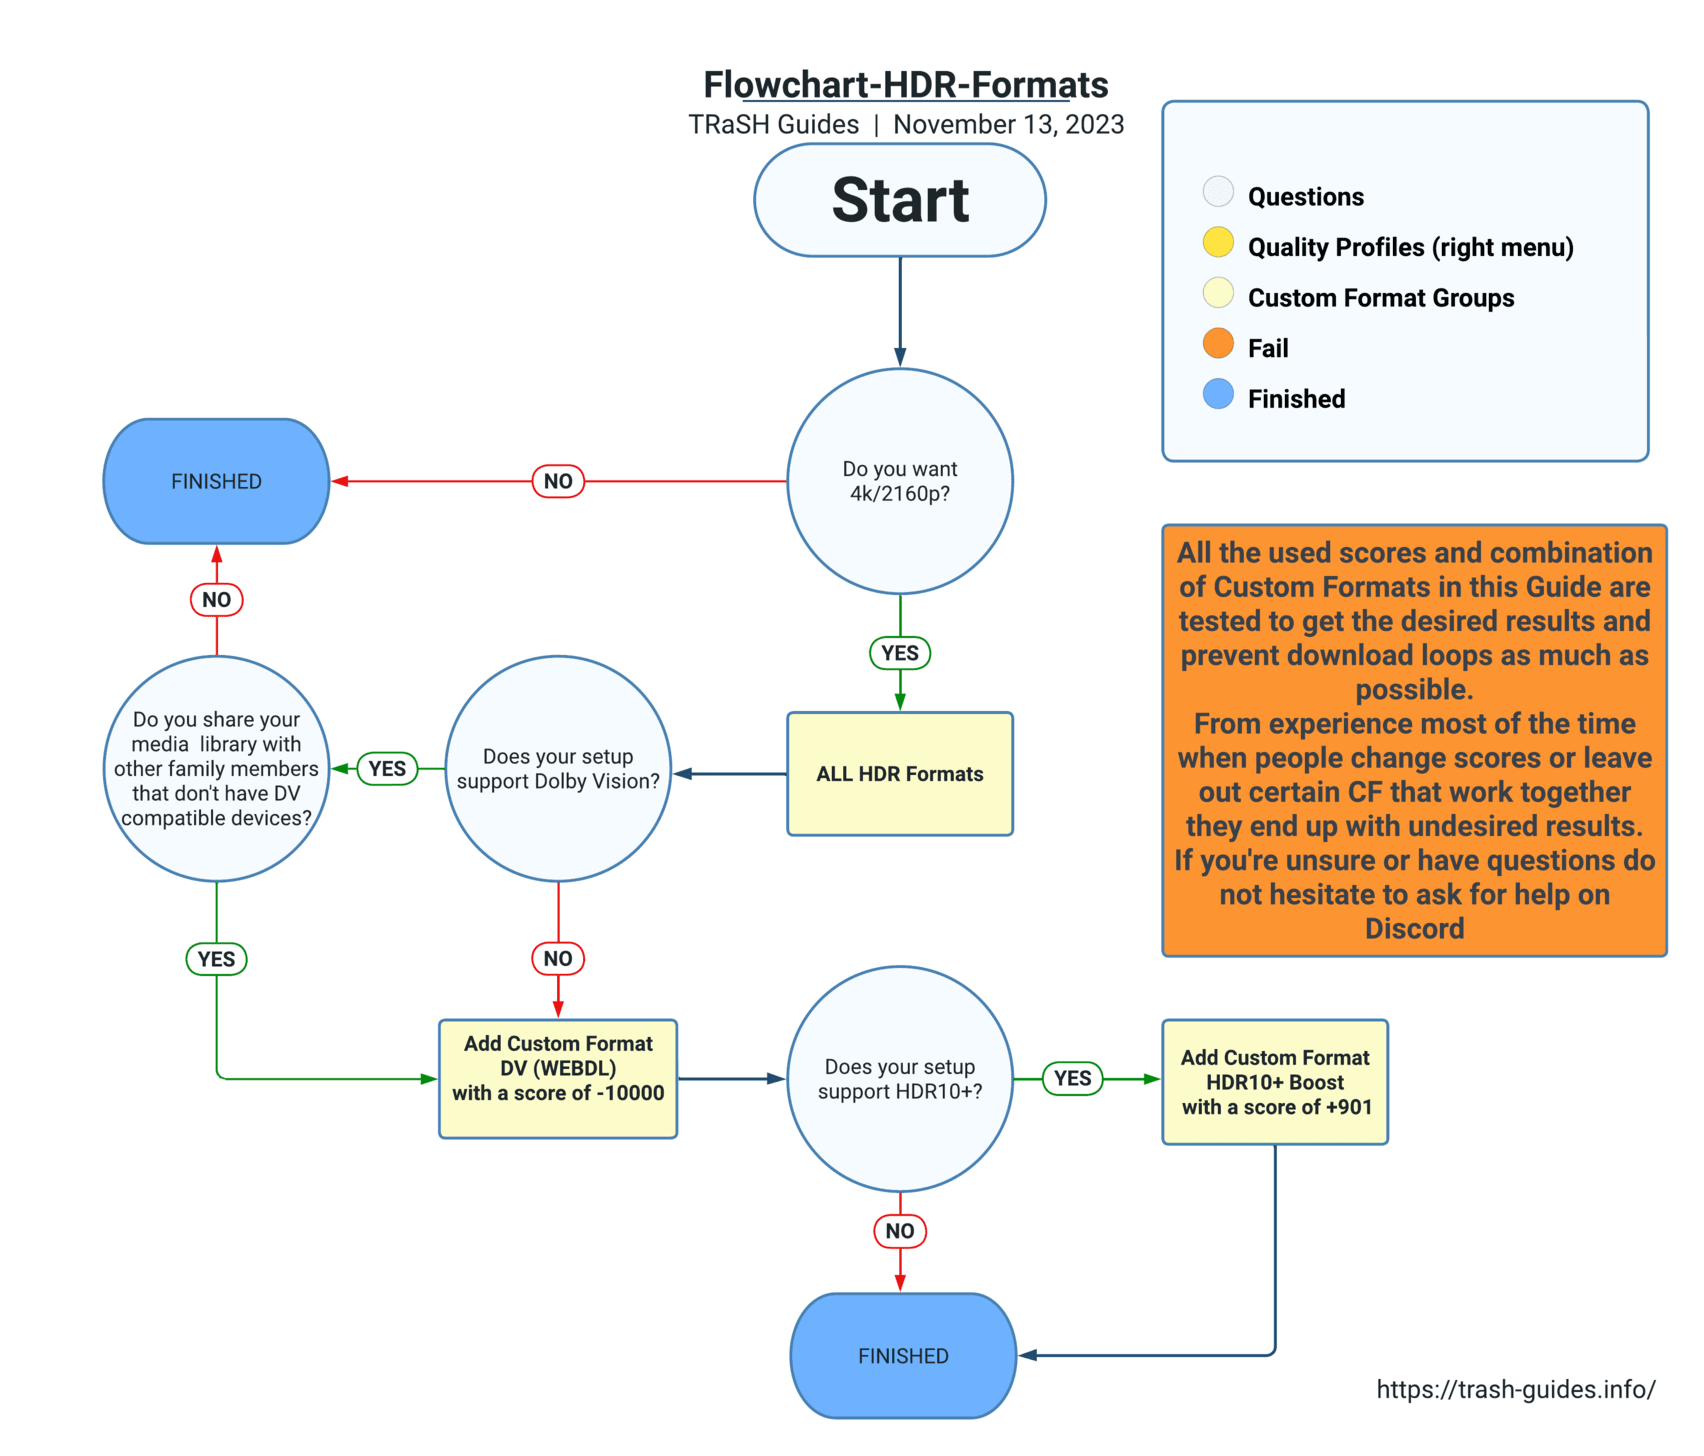 Flowchart-HDR-Formats
TRaSH Guides | November 13, 2023
Start
Questions
Quality Profiles (right menu)
Custom Format Groups
Fail
Finished
Do you want
4k/2160p?
NO
FINISHED
NO
YES
All the used scores and combination
of Custom Formats in this Guide are
tested to get the desired results and
prevent download loops as much as
possible.
From experience most of the time
when people change scores or leave
out certain CF that work together
they end up with undesired results.
If you're unsure or have questions do
not hesitate to ask for help on
Discord
ALL HDR Formats
Does your setup
support Dolby Vision?
YES
Do you share your
media  library with
other family members
that don't have DV
compatible devices?
YES
NO
Add Custom Format
DV (WEBDL)
with a score of -10000
Does your setup
support HDR10+?
YES
Add Custom Format
HDR10+ Boost
with a score of +901
NO
FINISHED
https://trash-guides.info/